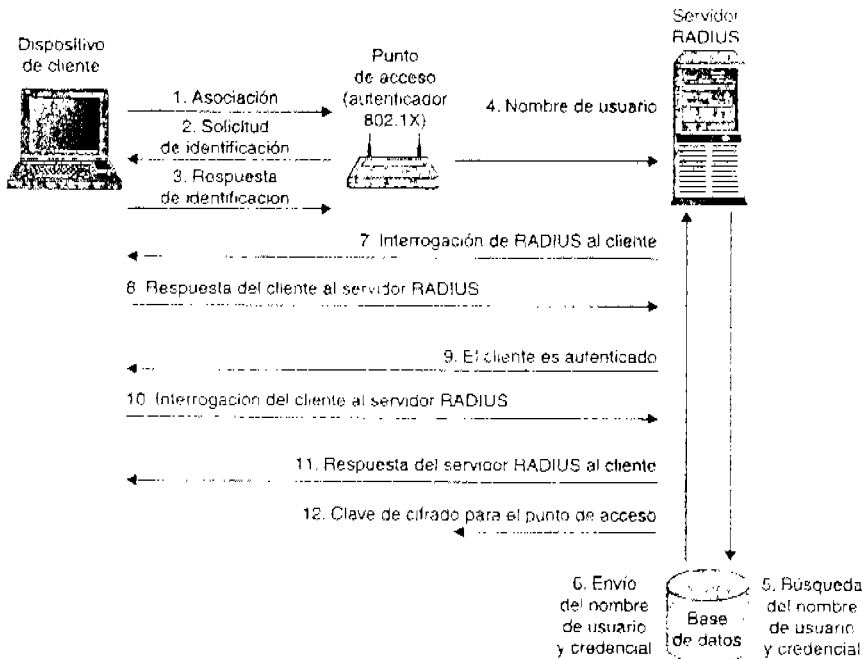 Servidor
RADIUS
Dispositivo
de cliente
Punto
de acceso
(autenticador
802.1X)
1. Asociación
2. Solicitud
de identificación
3. Respuesta
de identificacion
4. Nombre de usuario
7. Interrogación de RADIUS al cliente
8. Respuesta del cliente al servidor RADIUS
9. El cliente es autenticado
10. Interrogacion del cliente al servidor RADIUS
11. Respuesta del servidor RADIUS al cliente
12. Clave de cifrado para el punto de acceso
6. Envío
del nombre
de usuario
y credencial
Base
de datos
5. Búsqueda
del nombre
de usuario
y credencial